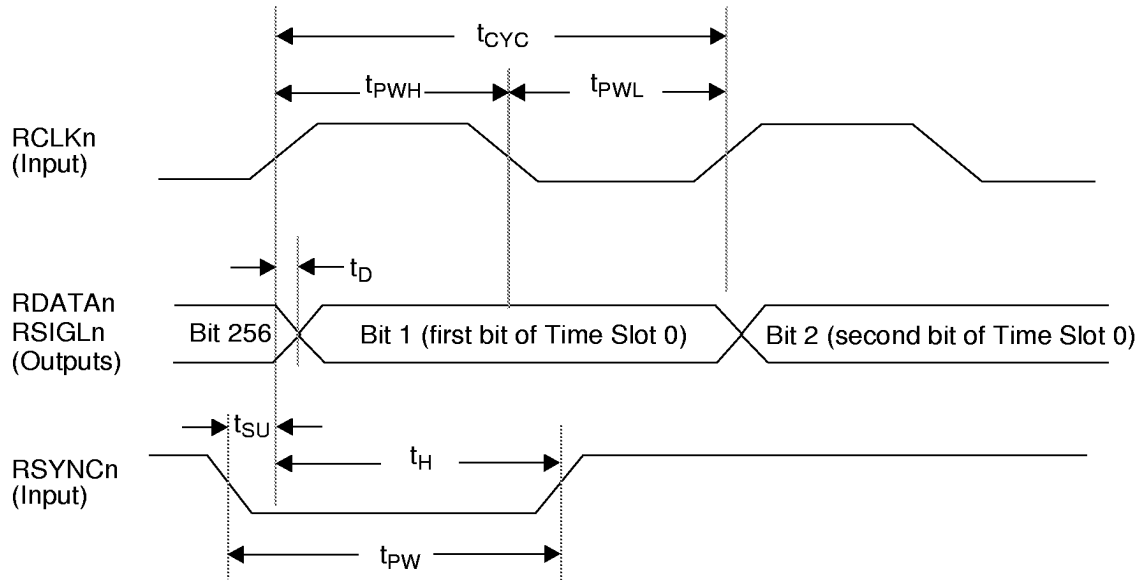 tCYC
tPWH
tPWL
RCLKn
(Input)
tD
RDATAn
RSIGLn
(Outputs)
Bit 256
Bit 1 (first bit of Time Slot 0)
Bit 2 (second bit of Time Slot 0)
tSU
tH
RSYNCn
(Input)
tPW